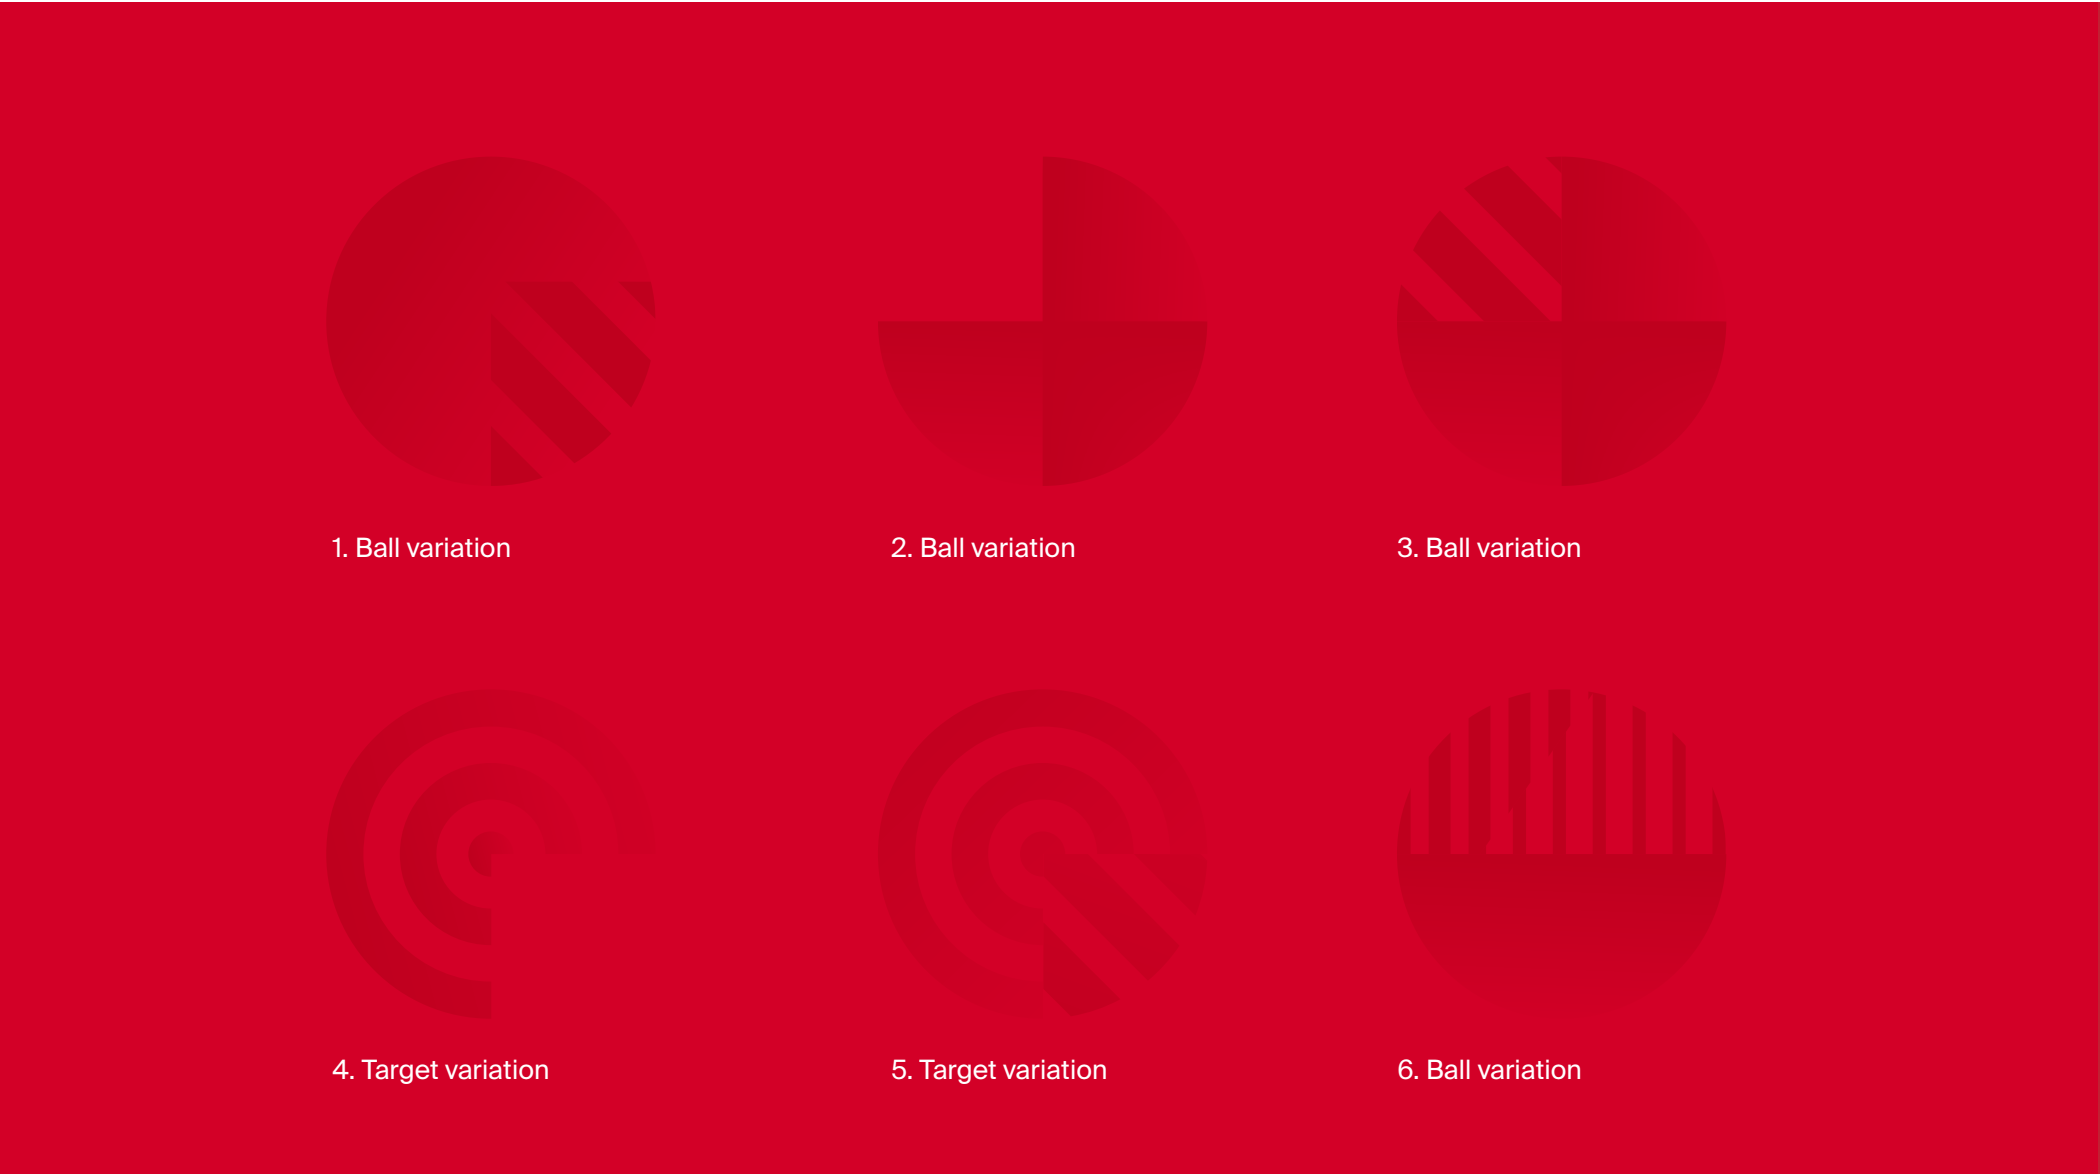 1. Ball variation
2. Ball variation
3. Ball variation
4. Target variation
5. Target variation
6. Ball variation